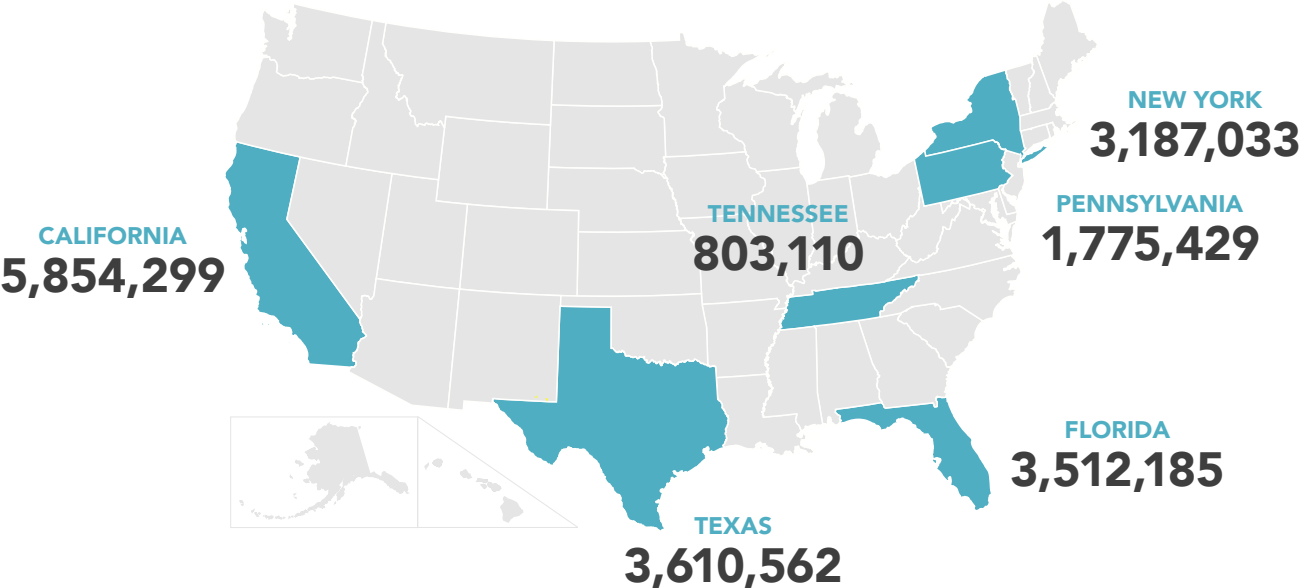 NEW YORK
3,187,033
PENNSYLVANIA
1,775,429
TENNESSEE
803,110
CALIFORNIA
5,854,299
FLORIDA
3,512,185
TEXAS
3,610,562